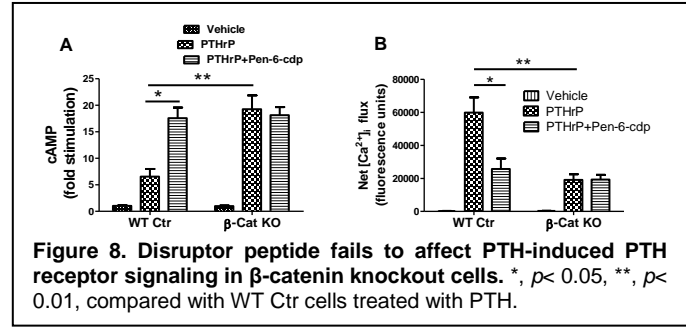 A
Vehicle
PTHrP
PTHrP+Pen-6-cdp
cAMP
(fold stimulation)
25
20
15
10
5
0
*
**
WT Ctr
β-Cat KO
B
Net [Ca²⁺]ᵢ flux
(fluorescence units)
80000
60000
40000
20000
0
**
*
Vehicle
PTHrP
PTHrP+Pen-6-cdp
WT Ctr
β-Cat KO
Figure 8. Disruptor peptide fails to affect PTH-induced PTH
receptor signaling in β-catenin knockout cells. *, p< 0.05, **, p<
0.01, compared with WT Ctr cells treated with PTH.